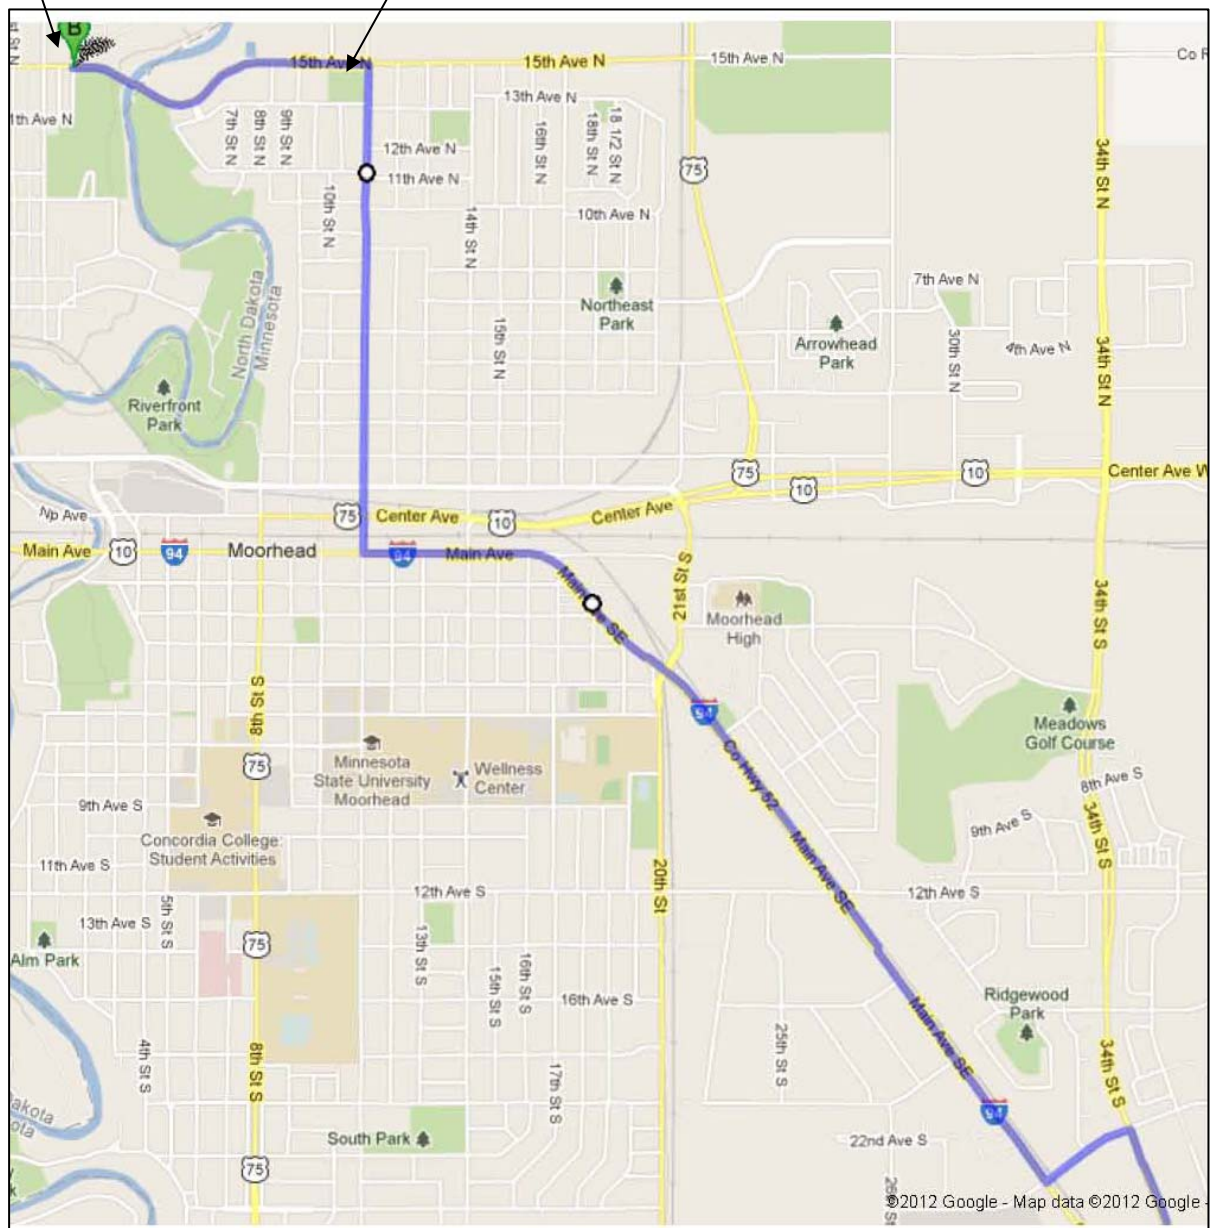 B
15th Ave N
15th Ave N
15th Ave N
13th Ave N
7th St N
8th St N
9th St N
12th Ave N
11th Ave N
16th St N
18th St N
18 1/2 St N
75
34th St N
10th St N
14th St N
10th Ave N
North Dakota
Minnesota
Northeast
Park
7th Ave N
15th St N
Arrowhead
Park
30th St N
4th Ave N
34th St N
Riverfront
Park
75
10
10
Center Ave W
Np Ave
75
Center Ave
10
Center Ave
Main Ave
10
94
Moorhead
94
Main Ave
21st St S
Moorhead
High
34th St S
8th St S
94
Meadows
Golf Course
75
Minnesota
State University
Moorhead
Wellness
Center
Co Hwy 52
8th Ave S
9th Ave S
9th Ave S
34th St S
Concordia College:
Student Activities
11th Ave S
Main Ave SE
20th St
12th Ave S
12th Ave S
5th St S
13th Ave S
75
13th St S
Alm Park
15th St S
16th St S
16th Ave S
Ridgewood
Park
Main Ave SE
4th St S
8th St S
17th St S
25th St S
34th St S
94
South Park
22nd Ave S
75
©2012 Google - Map data ©2012 Google -